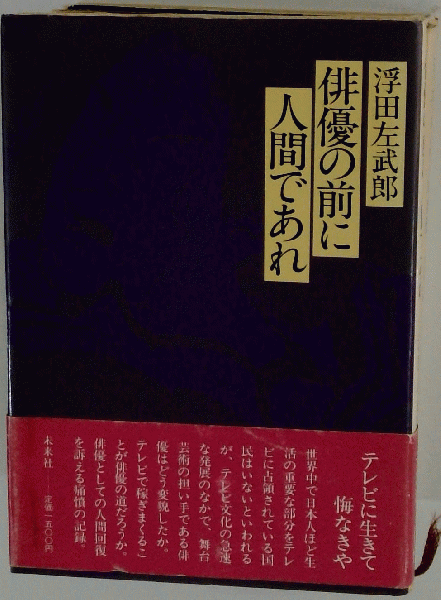 浮田左武郎
俳優の前に
人間であれ
テレビに生きて
悔なきや
世界中で日本人ほど生
活の重要な部分をテレ
ビに占領されている国
民はいないといわれる
が、テレビ文化の急速
な発展のなかで、舞台
芸術の担い手である俳
優はどう変貌したか。
テレビで稼ぎまくるこ
とが俳優の道だろうか。
俳優としての人間回復
を訴える痛憤の記録。
未来社——定価一五〇〇円